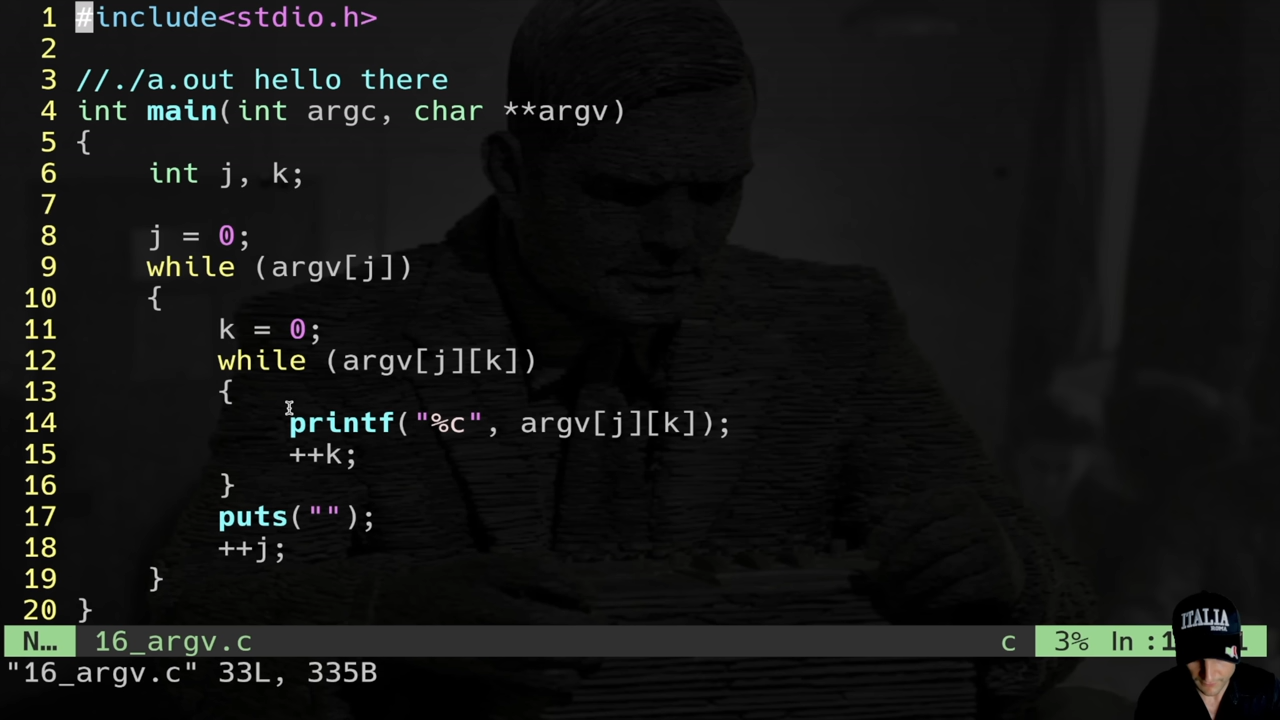 1 #include<stdio.h>
2
3 //./a.out hello there
4 int main(int argc, char **argv)
5 {
6 int j, k;
7
8 j = 0;
9 while (argv[j])
10 {
11 k = 0;
12 while (argv[j][k])
13 {
14 printf("%c", argv[j][k]);
15 ++k;
16 }
17 puts("");
18 ++j;
19 }
20 }
N… 16_argv.c c 3% ln :1
"16_argv.c" 33L, 335B
ITALIA